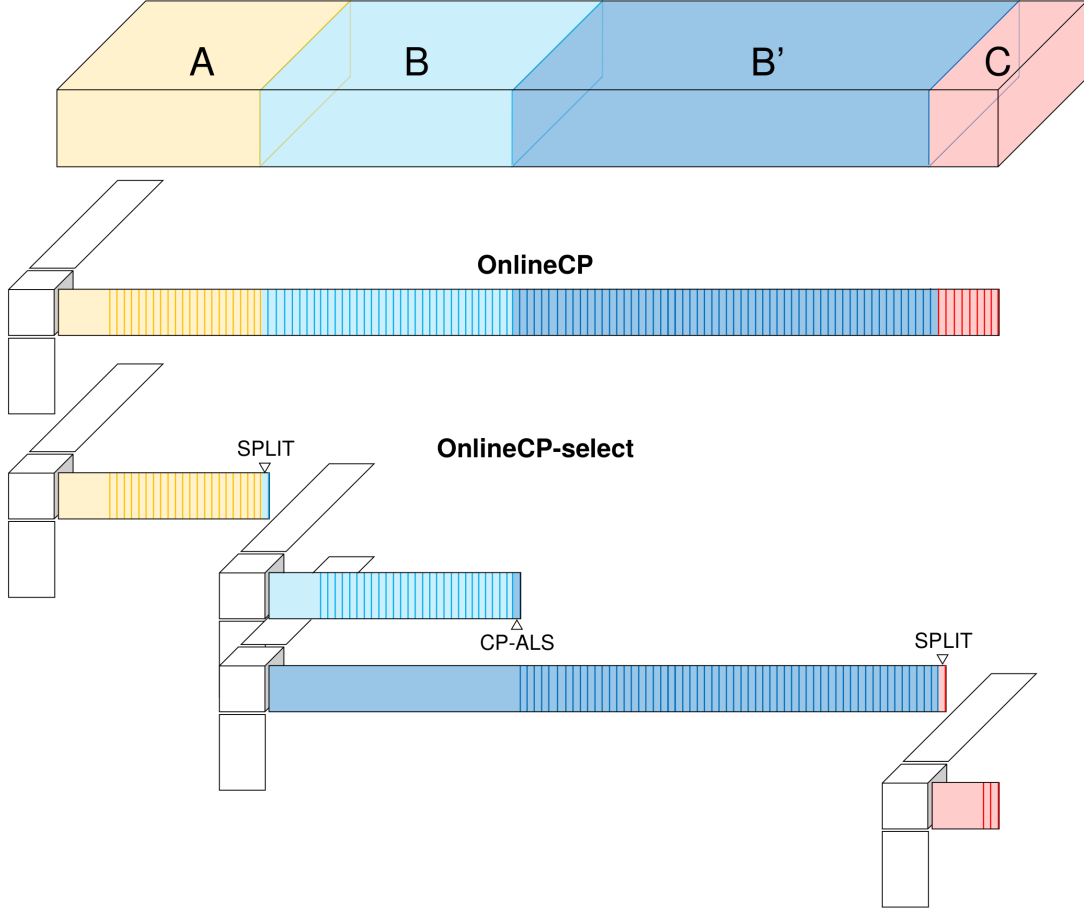 A
B
B'
C
OnlineCP
OnlineCP-select
SPLIT
CP-ALS
SPLIT